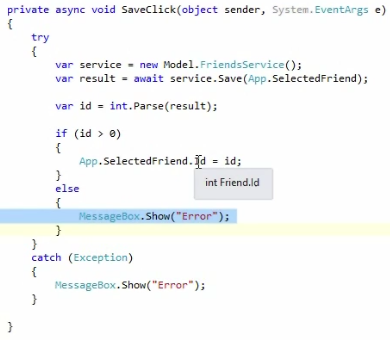 private async void SaveClick(object sender, System.EventArgs e)
{
try
{
var service = new Model.FriendsService();
var result = await service.Save(App.SelectedFriend);
var id = int.Parse(result);
if (id > 0)
{
App.SelectedFriend.Id = id;
}
int Friend.Id
else
{
MessageBox.Show("Error");
}
}
catch (Exception)
{
MessageBox.Show("Error");
}
}